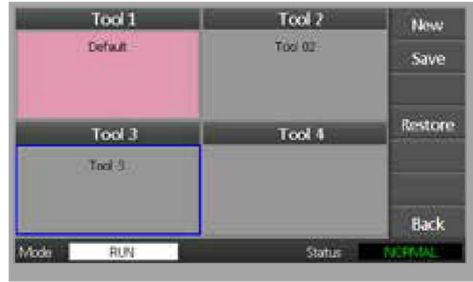 Tool 1
Tool 2
New
Default
Tool 02
Save
Restore
Tool 3
Tool 4
Tool 3
Back
Mode RUN Status NORMAL